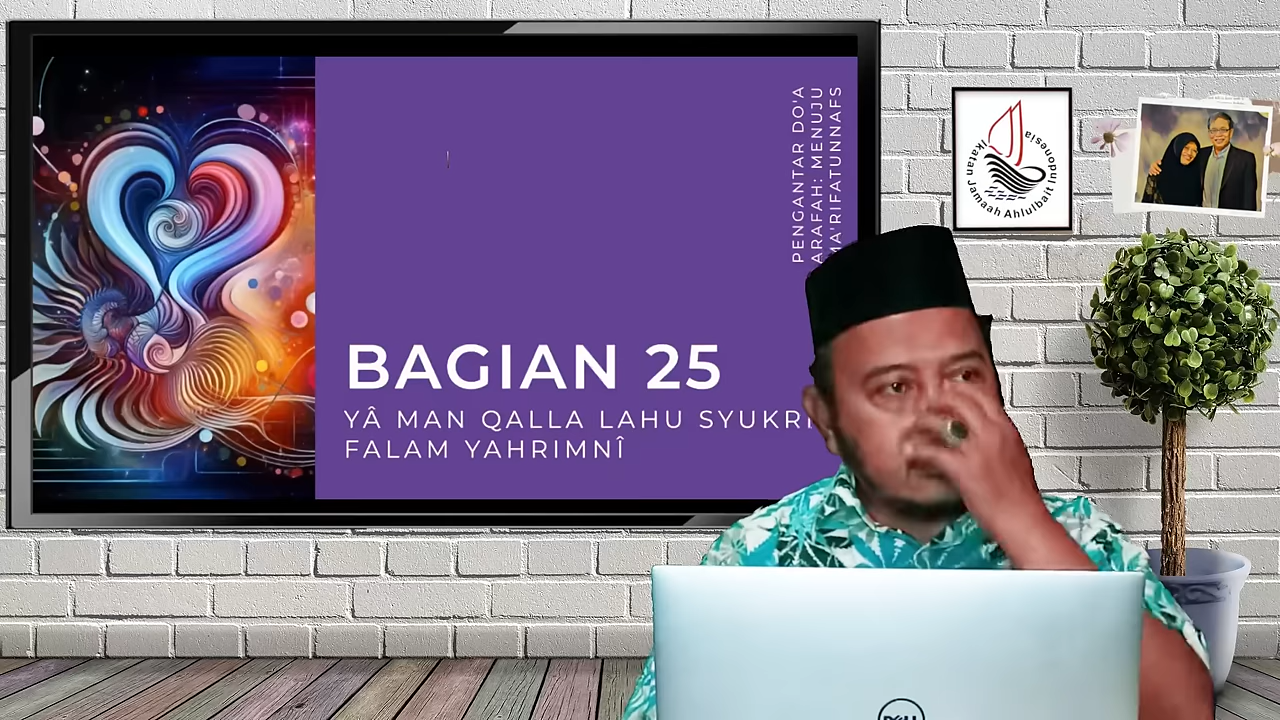 PENGANTAR DO'A
ARAFAH: MENUJU
MA'RIFATUNNAFS
BAGIAN 25
YÂ MAN QALLA LAHU SYUKRI
FALAM YAHRIMNÎ
Ikatan Jamaah Ahlulbait Indonesia
DELL